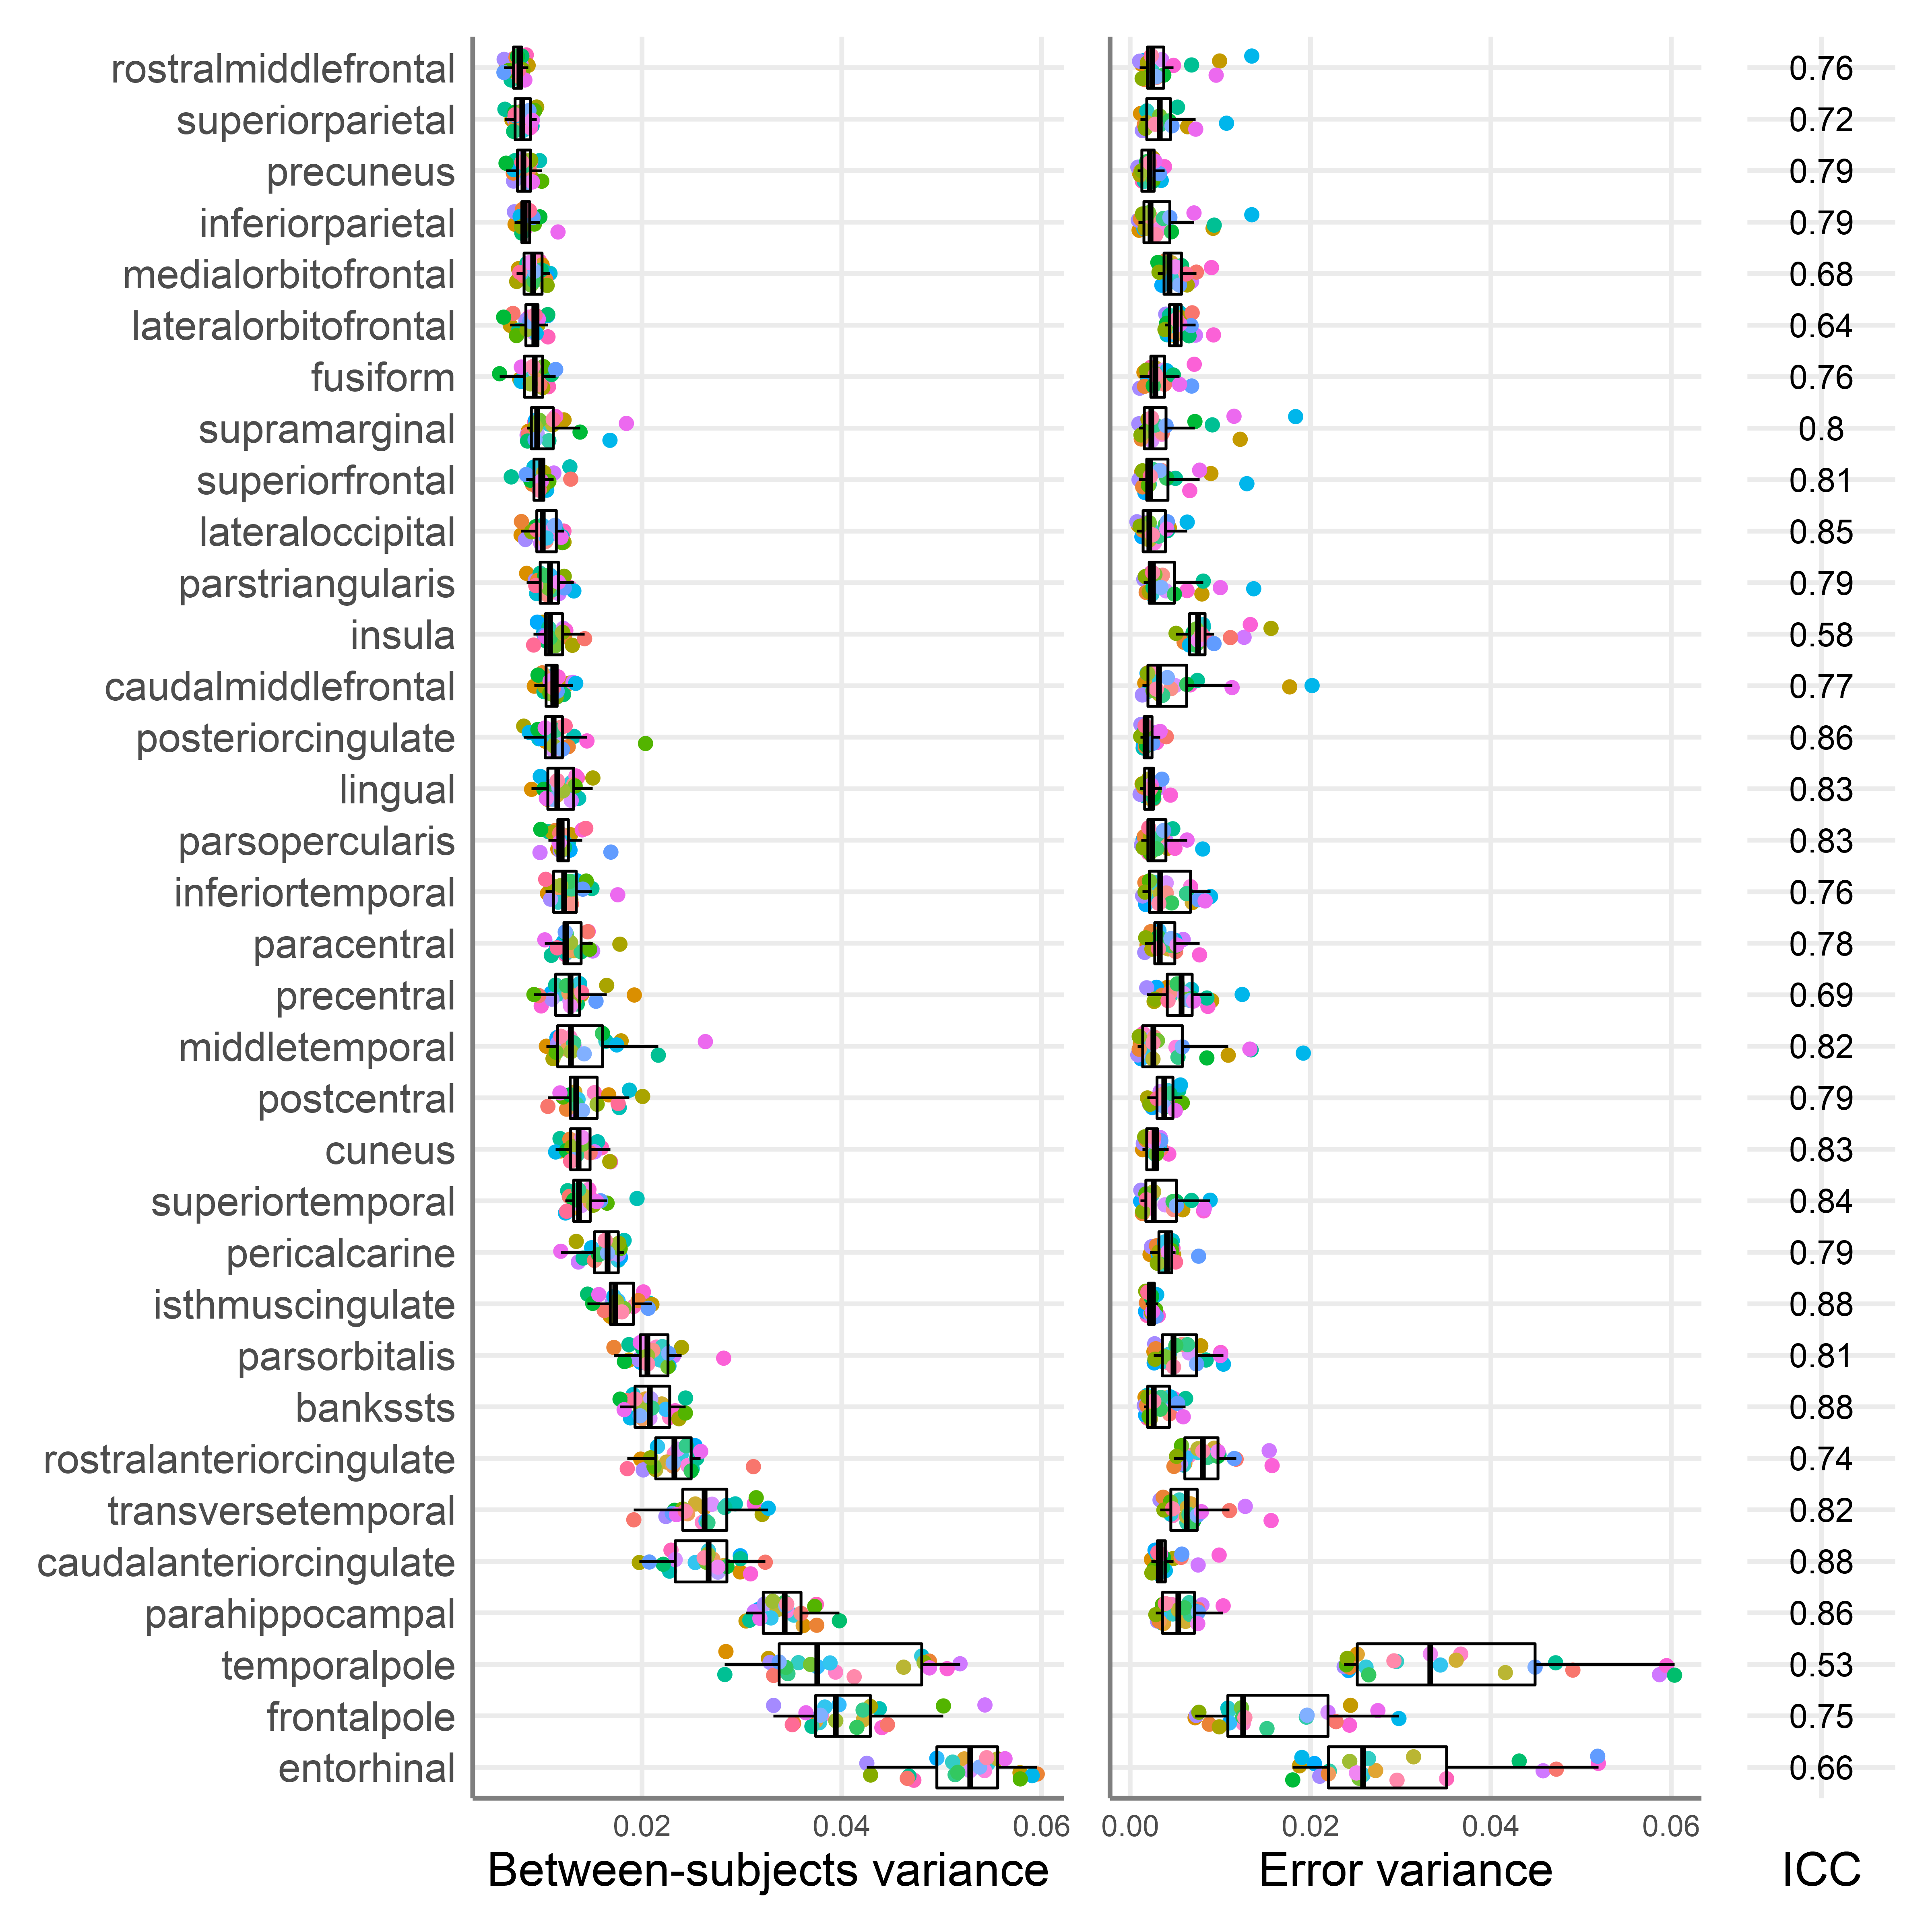 rostralmiddlefrontal 0.76
superiorparietal 0.72
precuneus 0.79
inferiorparietal 0.79
medialorbitofrontal 0.68
lateralorbitofrontal 0.64
fusiform 0.76
supramarginal 0.8
superiorfrontal 0.81
lateraloccipital 0.85
parstriangularis 0.79
insula 0.58
caudalmiddlefrontal 0.77
posteriorcingulate 0.86
lingual 0.83
parsopercularis 0.83
inferiortemporal 0.76
paracentral 0.78
precentral 0.69
middletemporal 0.82
postcentral 0.79
cuneus 0.83
superiortemporal 0.84
pericalcarine 0.79
isthmuscingulate 0.88
parsorbitalis 0.81
bankssts 0.88
rostralanteriorcingulate 0.74
transversetemporal 0.82
caudalanteriorcingulate 0.88
parahippocampal 0.86
temporalpole 0.53
frontalpole 0.75
entorhinal 0.66
0.02 0.04 0.06 0.00 0.02 0.04 0.06
Between-subjects variance Error variance ICC